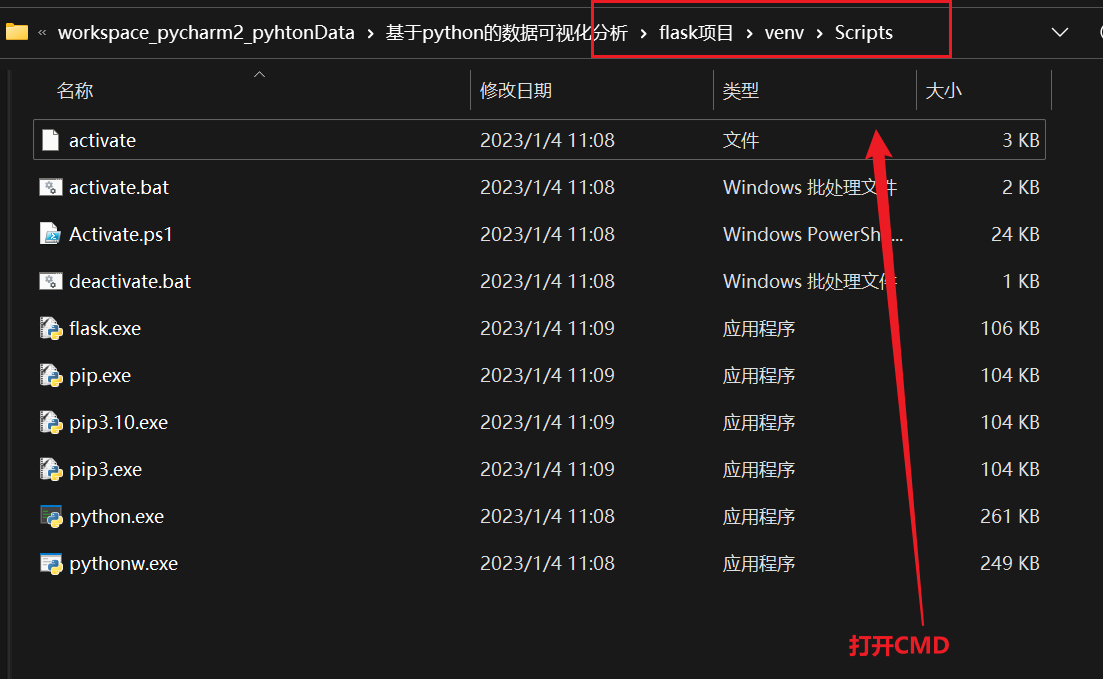 « workspace_pycharm2_pyhtonData › 基于python的数据可视化分析 › flask项目 › venv › Scripts
名称 修改日期 类型 大小
activate 2023/1/4 11:08 文件 3 KB
activate.bat 2023/1/4 11:08 Windows 批处理文件 2 KB
Activate.ps1 2023/1/4 11:08 Windows PowerShe... 24 KB
deactivate.bat 2023/1/4 11:08 Windows 批处理文件 1 KB
flask.exe 2023/1/4 11:09 应用程序 106 KB
pip.exe 2023/1/4 11:09 应用程序 104 KB
pip3.10.exe 2023/1/4 11:09 应用程序 104 KB
pip3.exe 2023/1/4 11:09 应用程序 104 KB
python.exe 2023/1/4 11:08 应用程序 261 KB
pythonw.exe 2023/1/4 11:08 应用程序 249 KB
打开CMD